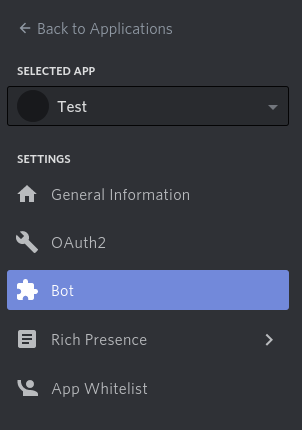 Back to Applications
SELECTED APP
Test
SETTINGS
General Information
OAuth2
Bot
Rich Presence
App Whitelist